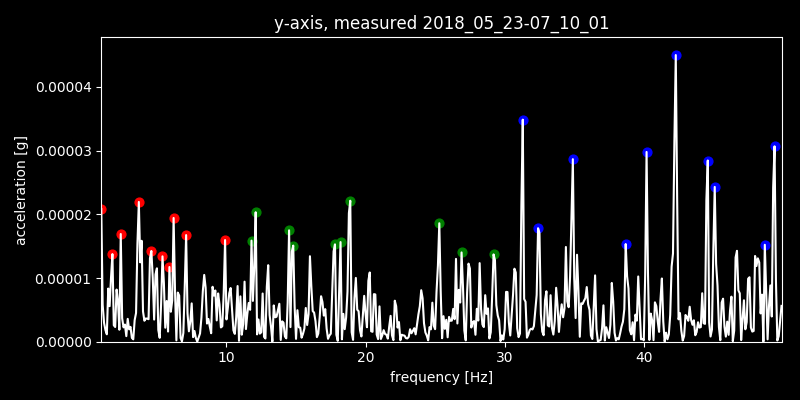 y-axis, measured 2018_05_23-07_10_01
0.00004
0.00003
0.00002
0.00001
0.00000
acceleration [g]
10 20 30 40
frequency [Hz]